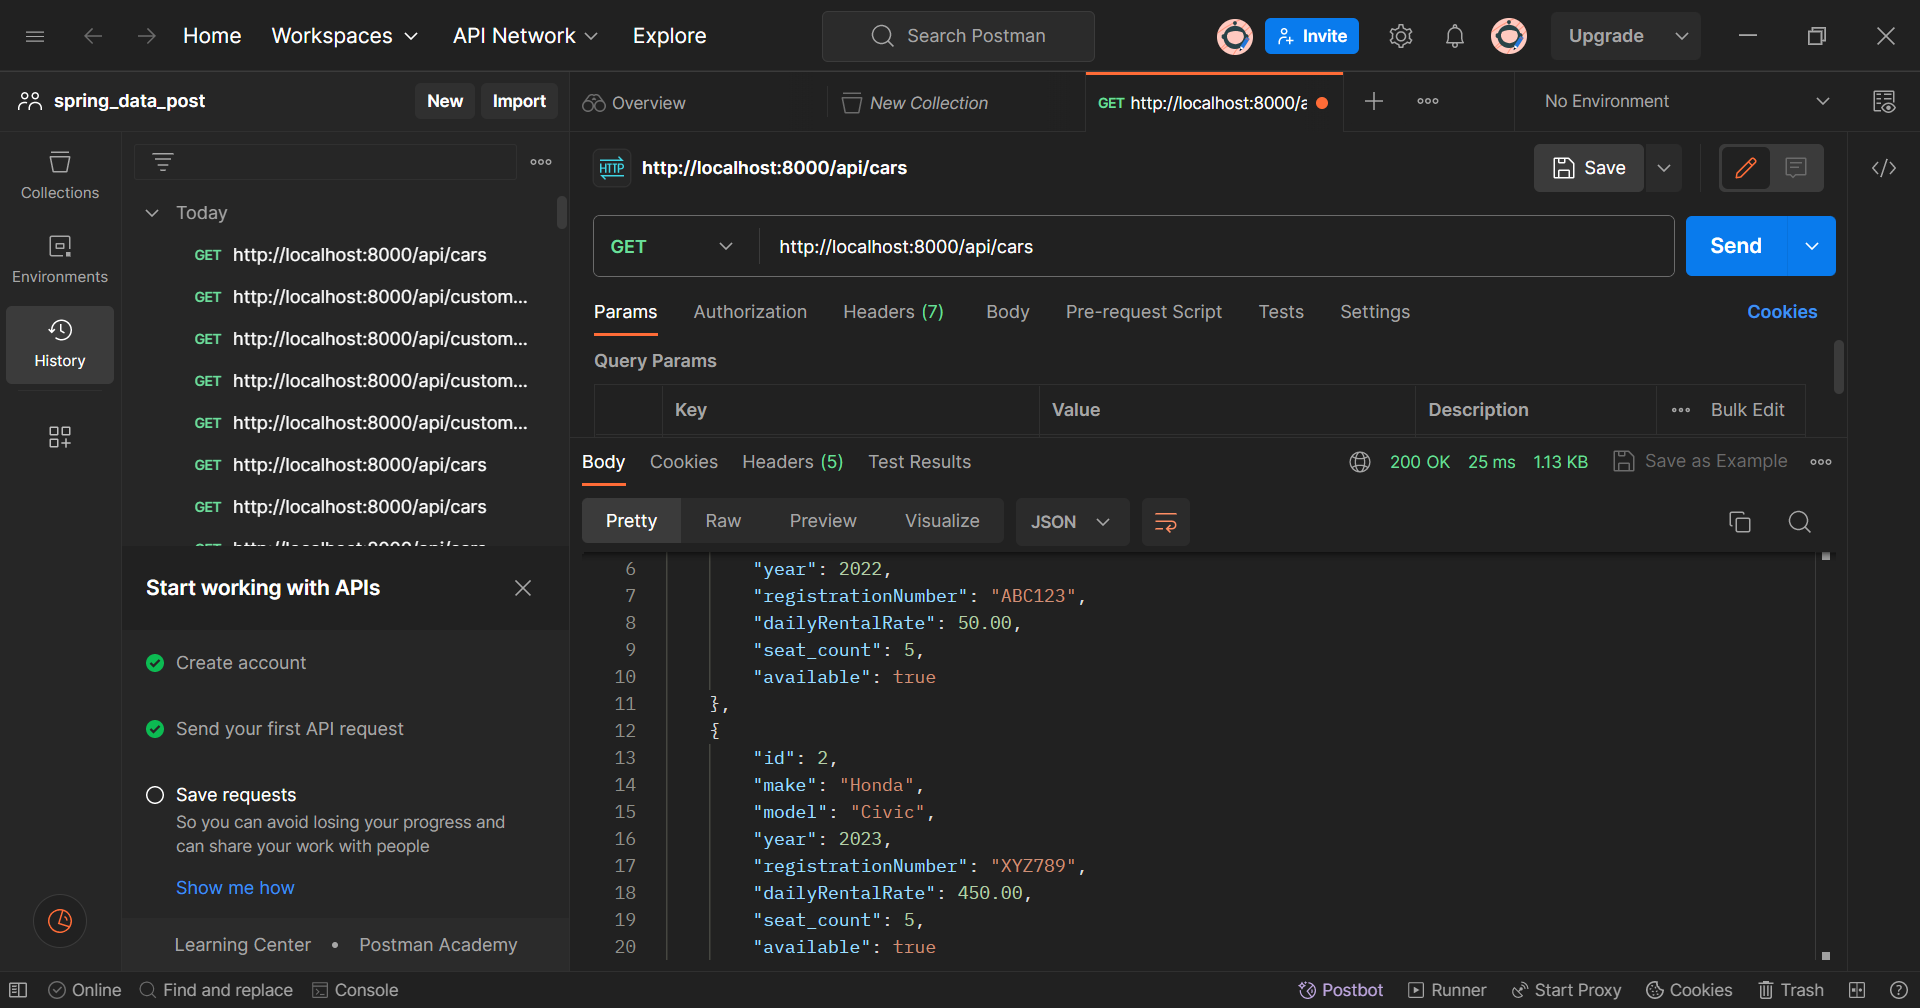 Home Workspaces API Network Explore Search Postman Invite Upgrade
spring_data_post New Import Overview New Collection GET http://localhost:8000/a No Environment
HTTP http://localhost:8000/api/cars Save
Collections
Environments
History
Today
GET http://localhost:8000/api/cars
GET http://localhost:8000/api/custom...
GET http://localhost:8000/api/custom...
GET http://localhost:8000/api/custom...
GET http://localhost:8000/api/custom...
GET http://localhost:8000/api/cars
GET http://localhost:8000/api/cars
GET http://localhost:8000/api/cars
Start working with APIs
Create account
Send your first API request
Save requests
So you can avoid losing your progress and
can share your work with people
Show me how
Learning Center • Postman Academy
GET http://localhost:8000/api/cars Send
Params Authorization Headers (7) Body Pre-request Script Tests Settings Cookies
Query Params
Key Value Description Bulk Edit
Body Cookies Headers (5) Test Results 200 OK 25 ms 1.13 KB Save as Example
Pretty Raw Preview Visualize JSON
6 "year": 2022,
7 "registrationNumber": "ABC123",
8 "dailyRentalRate": 50.00,
9 "seat_count": 5,
10 "available": true
11 },
12 {
13 "id": 2,
14 "make": "Honda",
15 "model": "Civic",
16 "year": 2023,
17 "registrationNumber": "XYZ789",
18 "dailyRentalRate": 450.00,
19 "seat_count": 5,
20 "available": true
Online Find and replace Console Postbot Runner Start Proxy Cookies Trash